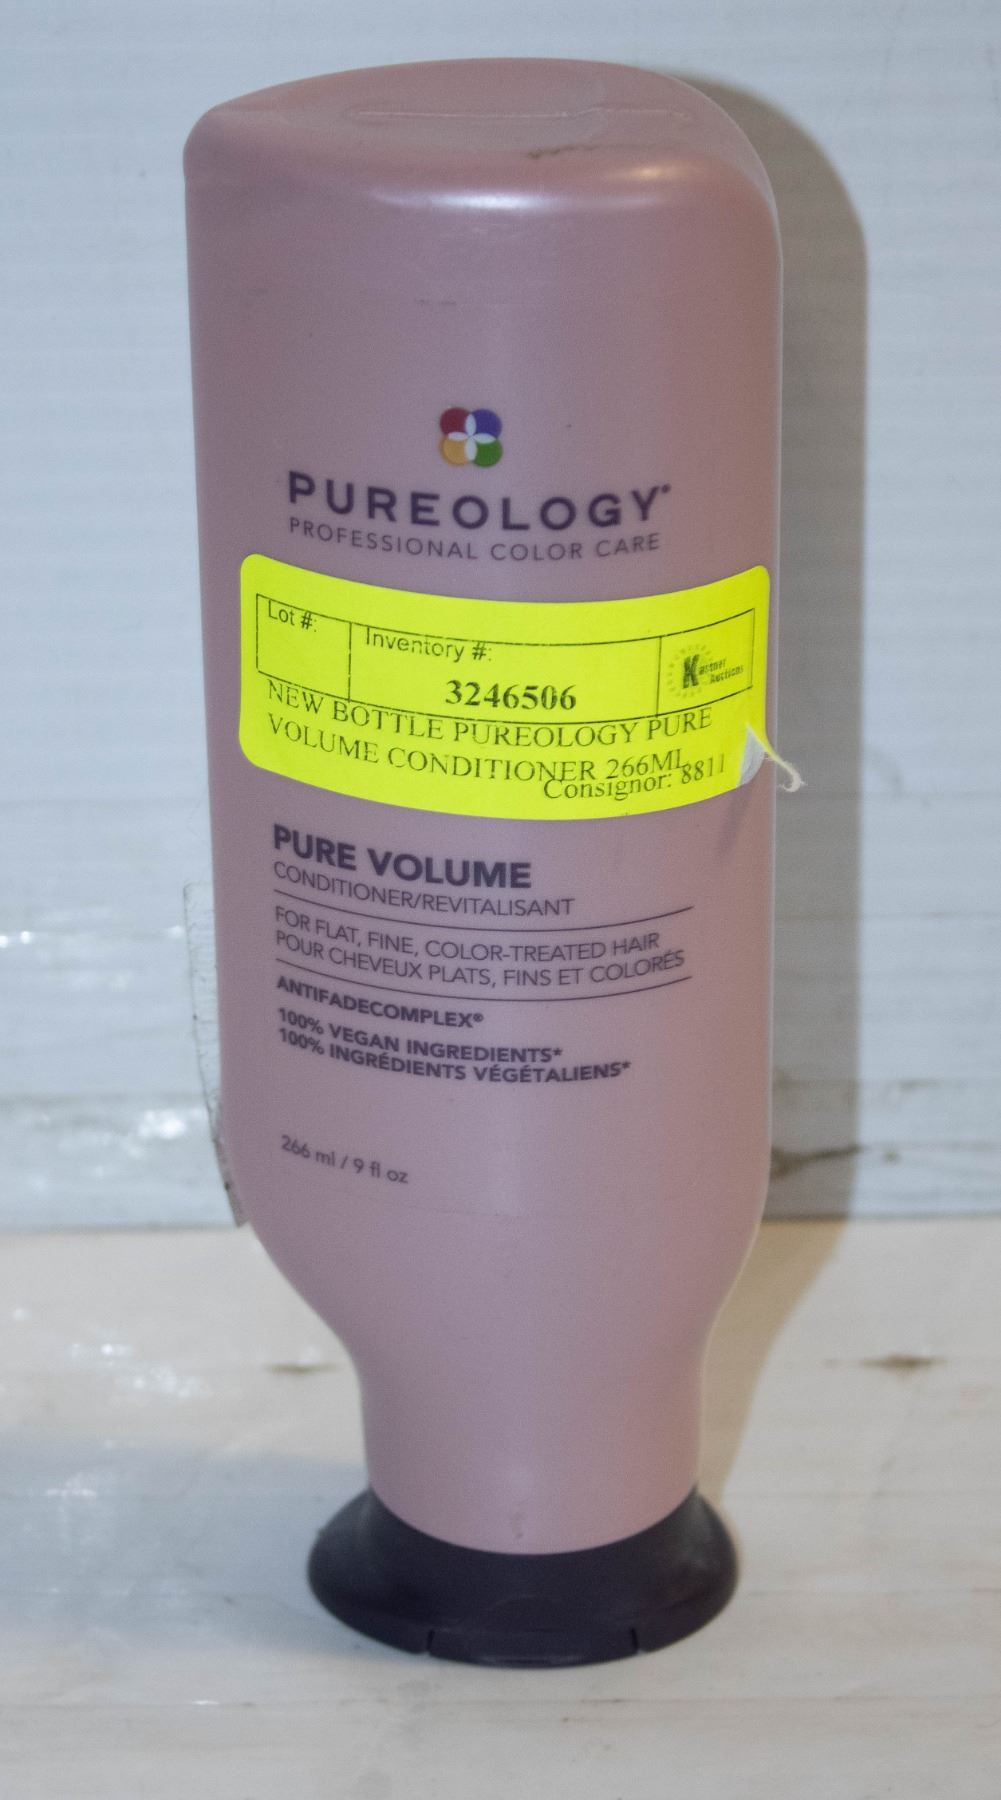 PUREOLOGY®
PROFESSIONAL COLOR CARE
Lot #:
Inventory #:
3246506
Kastner
Auctions
NEW BOTTLE PUREOLOGY PURE
VOLUME CONDITIONER 266ML
Consignor: 8811
PURE VOLUME
CONDITIONER/REVITALISANT
FOR FLAT, FINE, COLOR-TREATED HAIR
POUR CHEVEUX PLATS, FINS ET COLORÉS
ANTIFADECOMPLEX®
100% VEGAN INGREDIENTS*
100% INGRÉDIENTS VÉGÉTALIENS*
266 ml / 9 fl oz